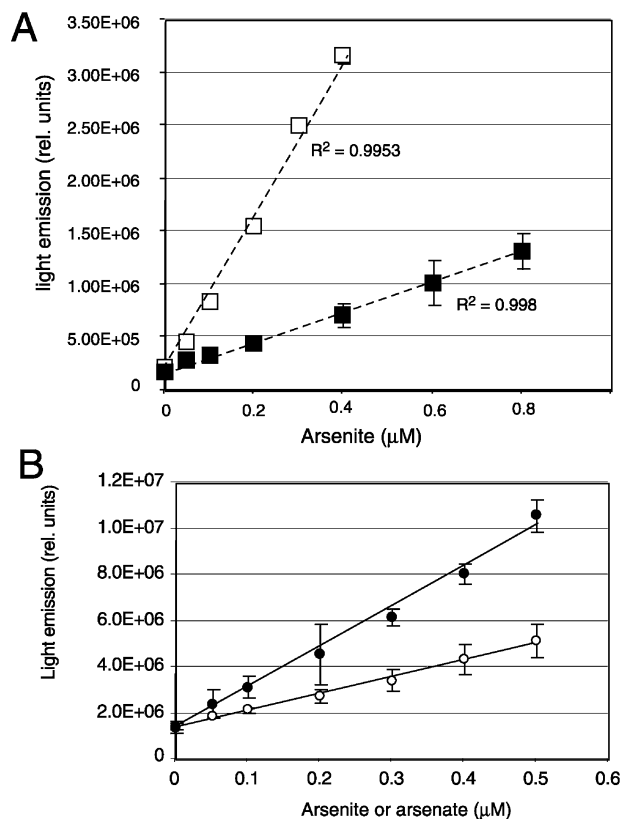 A
light emission (rel. units)
3.50E+06
3.00E+06
2.50E+06
2.00E+06
1.50E+06
1.00E+06
5.00E+05
0
R² = 0.9953
R² = 0.998
0 0.2 0.4 0.6 0.8
Arsenite (μM)
B
Light emission (rel. units)
1.2E+07
1.0E+07
8.0E+06
6.0E+06
4.0E+06
2.0E+06
0
0 0.1 0.2 0.3 0.4 0.5 0.6
Arsenite or arsenate (μM)